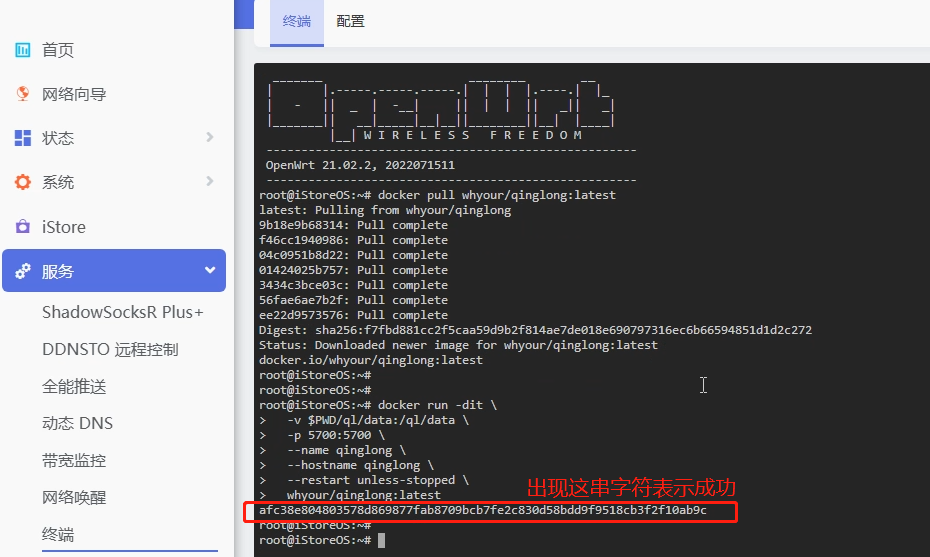 首页
网络向导
状态
系统
iStore
服务
ShadowSocksR Plus+
DDNSTO 远程控制
全能推送
动态 DNS
带宽监控
网络唤醒
终端
终端 配置
OpenWrt
W I R E L E S S   F R E E D O M
-----------------------------------------------------
OpenWrt 21.02.2, 2022071511
-----------------------------------------------------
root@iStoreOS:~# docker pull whyour/qinglong:latest
latest: Pulling from whyour/qinglong
9b18e9b68314: Pull complete
f46cc1940986: Pull complete
04c0951b8d22: Pull complete
01424025b757: Pull complete
3434c3bce03c: Pull complete
56fae6ae7b2f: Pull complete
ee22d9573576: Pull complete
Digest: sha256:f7fbd881cc2f5caa59d9b2f814ae7de018e690797316ec6b66594851d1d2c272
Status: Downloaded newer image for whyour/qinglong:latest
docker.io/whyour/qinglong:latest
root@iStoreOS:~#
root@iStoreOS:~#
root@iStoreOS:~# docker run -dit \
>   -v $PWD/ql/data:/ql/data \
>   -p 5700:5700 \
>   --name qinglong \
>   --hostname qinglong \
>   --restart unless-stopped \
>   whyour/qinglong:latest
出现这串字符表示成功
afc38e804803578d869877fab8709bcb7fe2c830d58bdd9f9518cb3f2f10ab9c
root@iStoreOS:~#
root@iStoreOS:~#